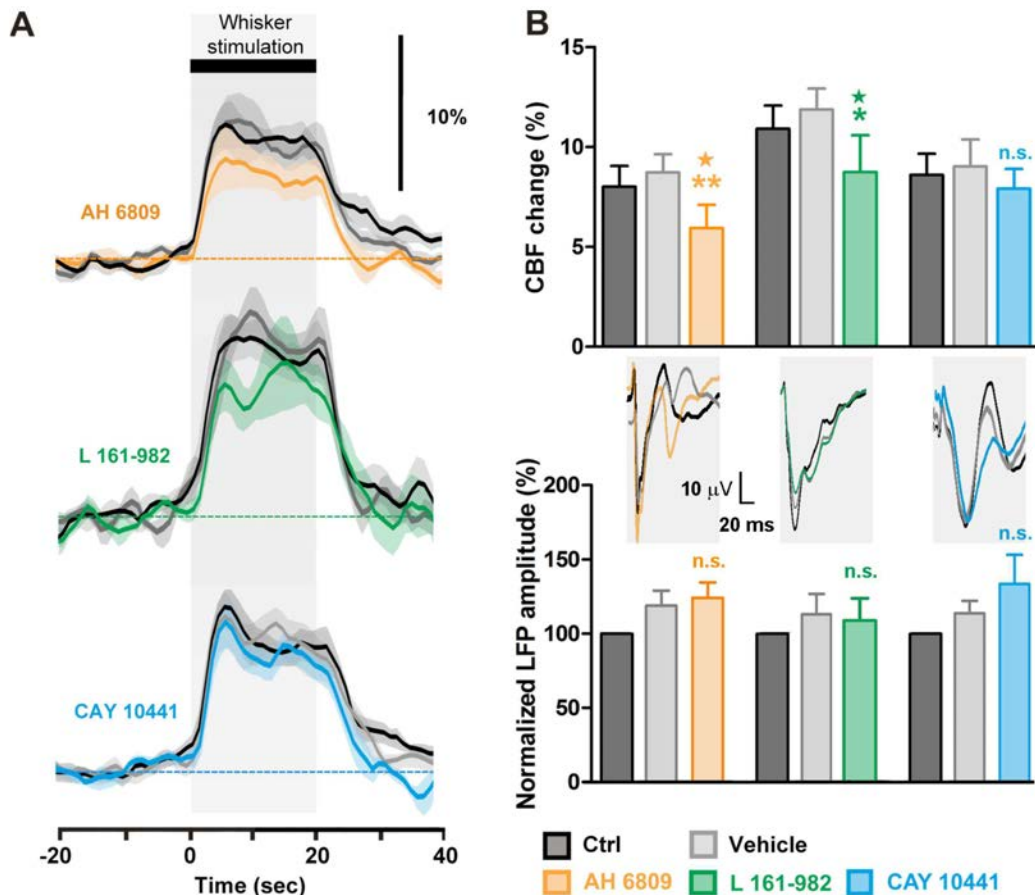 A
Whisker
stimulation
10%
AH 6809
L 161-982
CAY 10441
-20 0 20 40
Time (sec)
B
15
10
5
0
CBF change (%)
★
**
★
*
n.s.
10 μV
20 ms
200
150
100
50
0
Normalized LFP amplitude (%)
n.s.
n.s.
n.s.
Ctrl Vehicle
AH 6809 L 161-982 CAY 10441